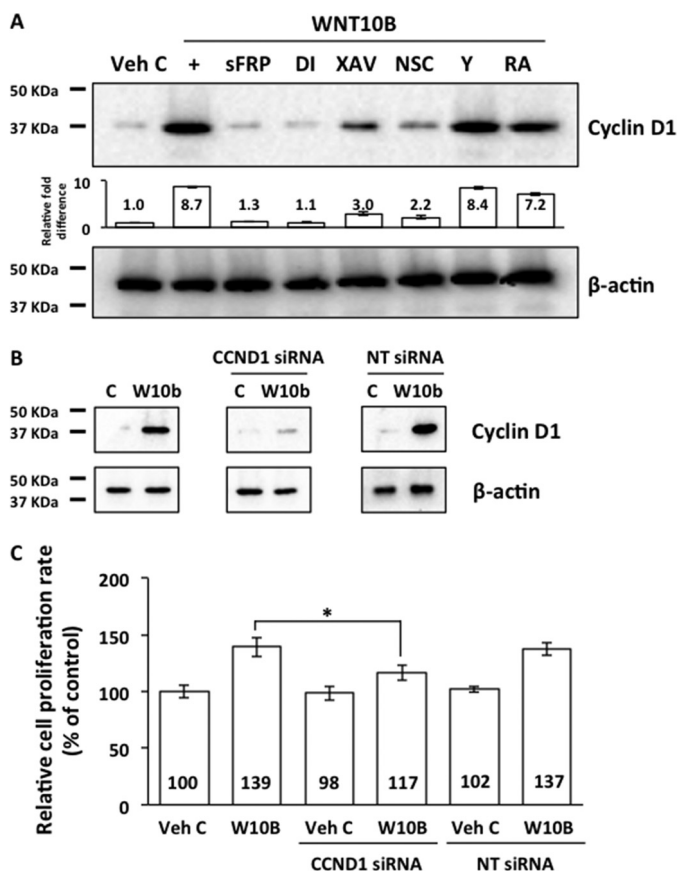 A
WNT10B
Veh C + sFRP DI XAV NSC Y RA
50 KDa
37 KDa
Cyclin D1
Relative fold
difference
10
0
1.0 8.7 1.3 1.1 3.0 2.2 8.4 7.2
50 KDa
37 KDa
β-actin
B
CCND1 siRNA NT siRNA
C W10b C W10b C W10b
50 KDa
37 KDa
Cyclin D1
50 KDa
37 KDa
β-actin
C
Relative cell proliferation rate
(% of control)
200
150
100
50
0
*
100 139 98 117 102 137
Veh C W10B Veh C W10B Veh C W10B
CCND1 siRNA NT siRNA